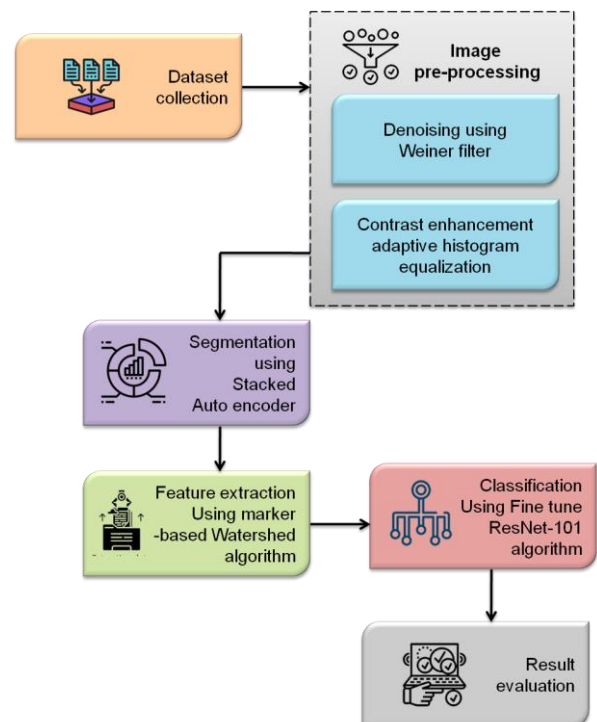 Dataset
collection
Image
pre-processing
Denoising using
Weiner filter
Contrast enhancement
adaptive histogram
equalization
Segmentation
using
Stacked
Auto encoder
Feature extraction
Using marker
-based Watershed
algorithm
Classification
Using Fine tune
ResNet-101
algorithm
Result
evaluation